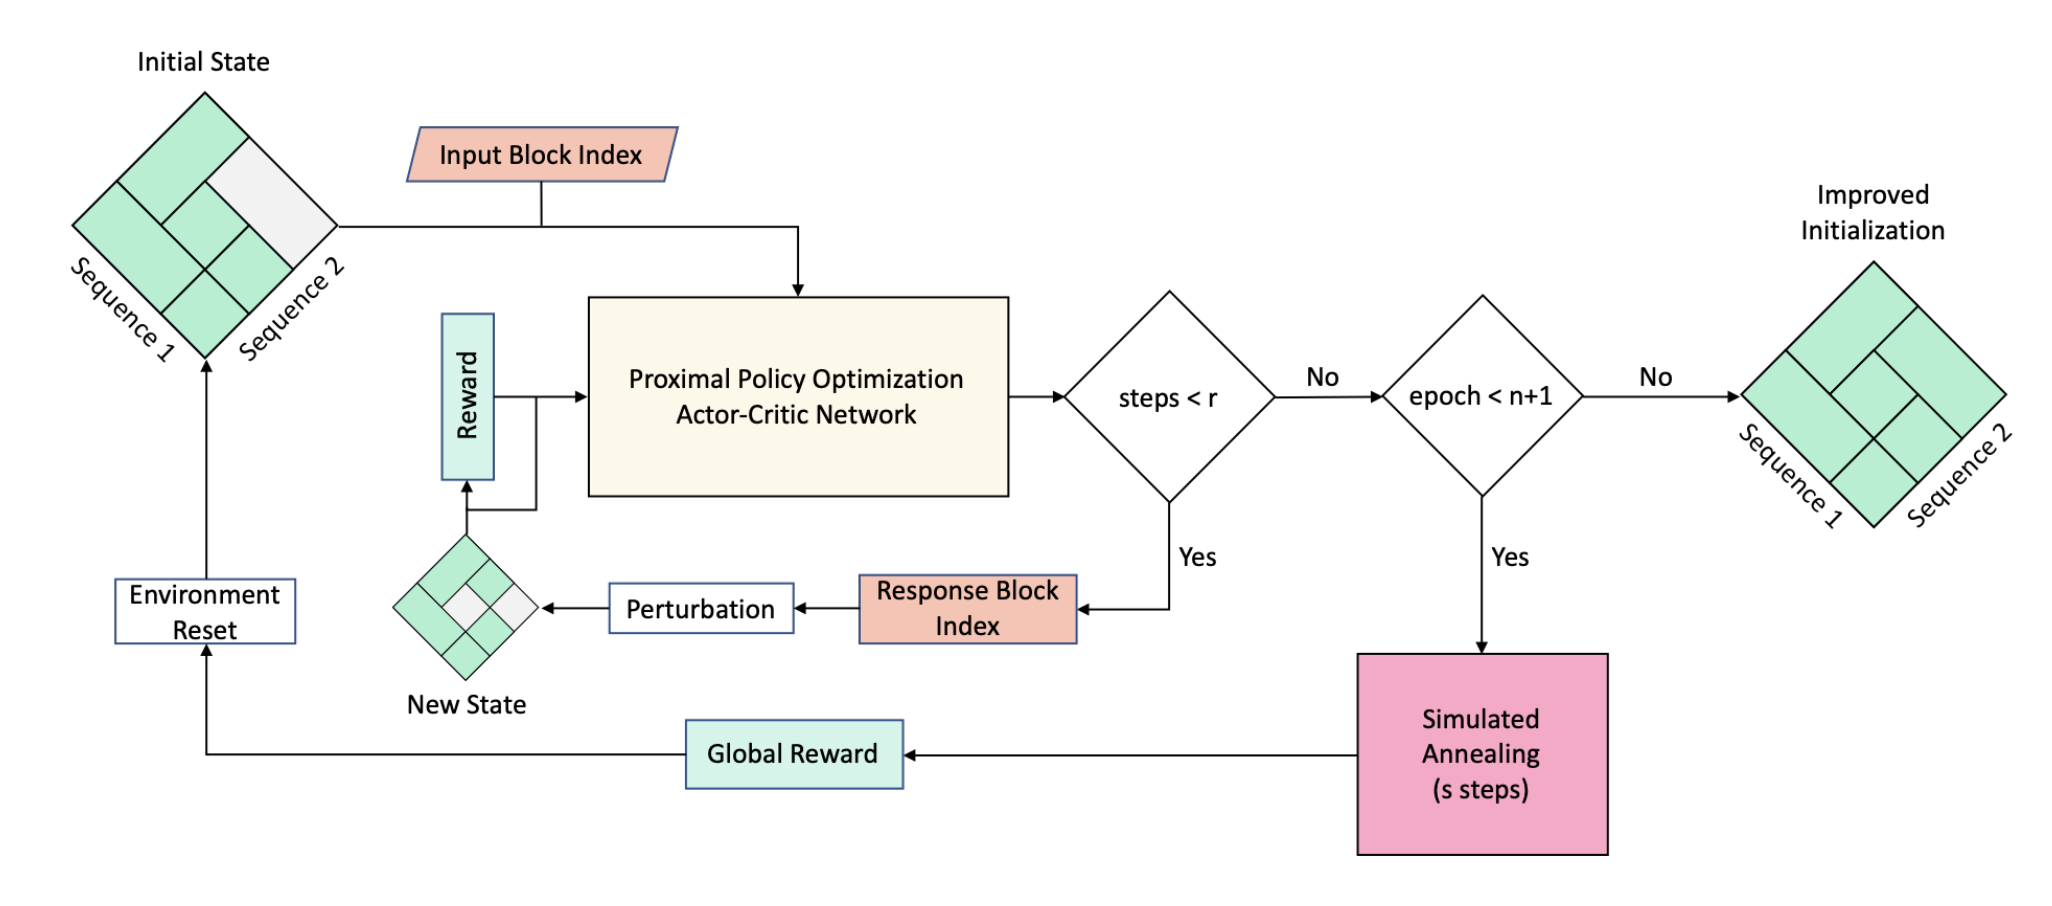 Initial State
Sequence 1
Sequence 2
Input Block Index
Reward
Proximal Policy Optimization
Actor-Critic Network
steps < r
No
epoch < n+1
No
Improved
Initialization
Sequence 1
Sequence 2
Yes
Yes
Environment
Reset
New State
Perturbation
Response Block
Index
Global Reward
Simulated
Annealing
(s steps)